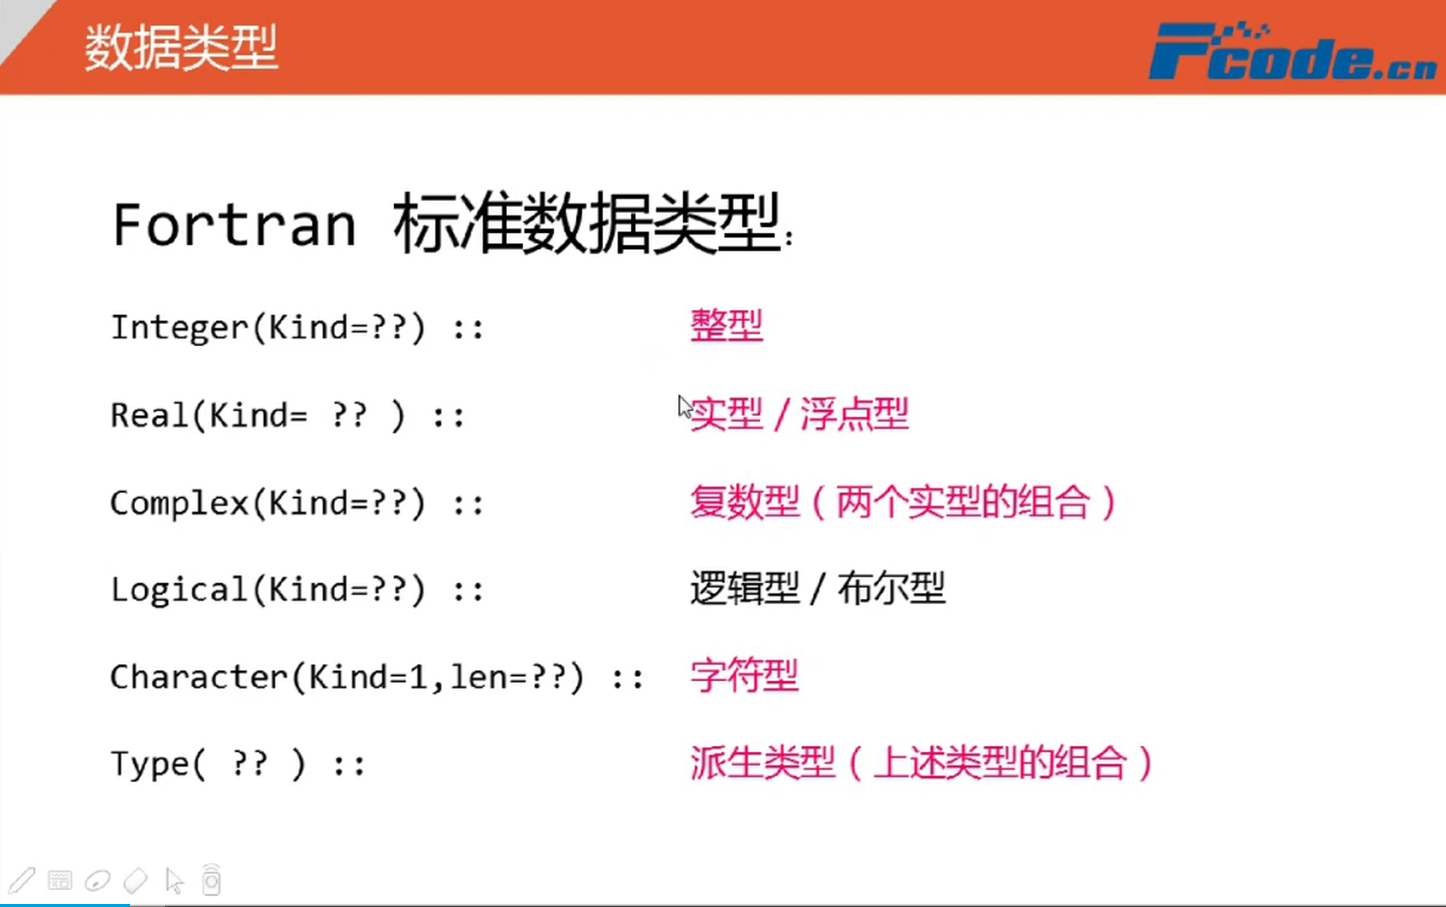 数据类型
Fcode.cn
Fortran 标准数据类型:
Integer(Kind=??) :: 整型
Real(Kind= ?? ) :: 实型 / 浮点型
Complex(Kind=??) :: 复数型（两个实型的组合）
Logical(Kind=??) :: 逻辑型 / 布尔型
Character(Kind=1,len=??) :: 字符型
Type( ?? ) :: 派生类型（上述类型的组合）